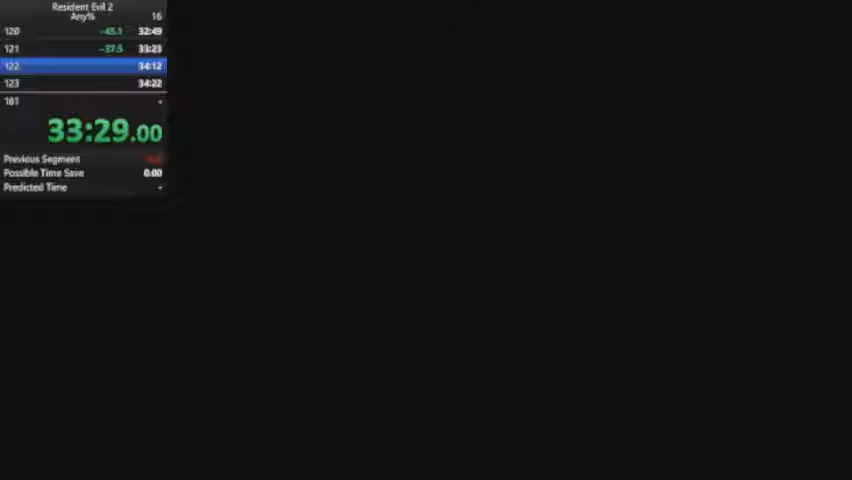 Resident Evil 2
Any% 16
120 -45.1 32:49
121 -37.5 33:23
122 34:12
123 34:22
181 -
33:29.00
Previous Segment
Possible Time Save 0.00
Predicted Time -